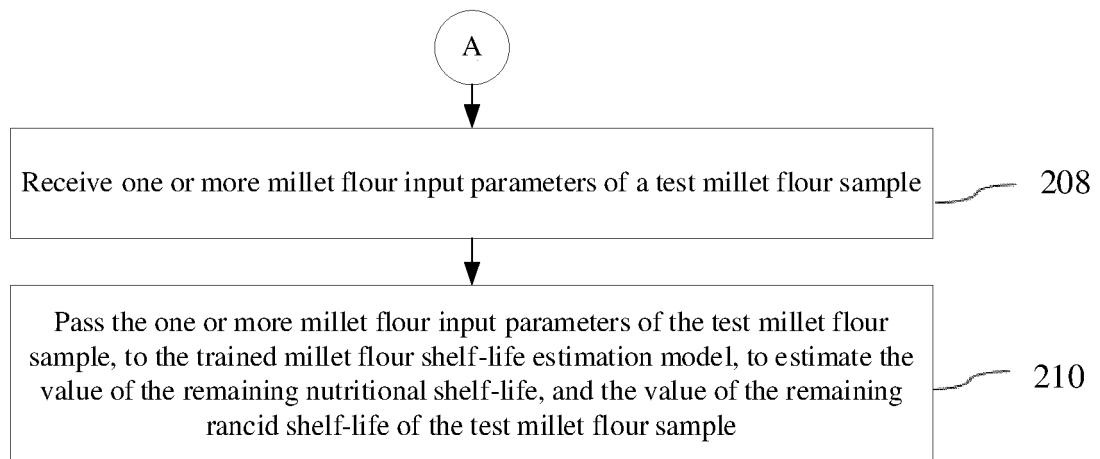 A
Receive one or more millet flour input parameters of a test millet flour sample
208
Pass the one or more millet flour input parameters of the test millet flour
sample, to the trained millet flour shelf-life estimation model, to estimate the
value of the remaining nutritional shelf-life, and the value of the remaining
rancid shelf-life of the test millet flour sample
210